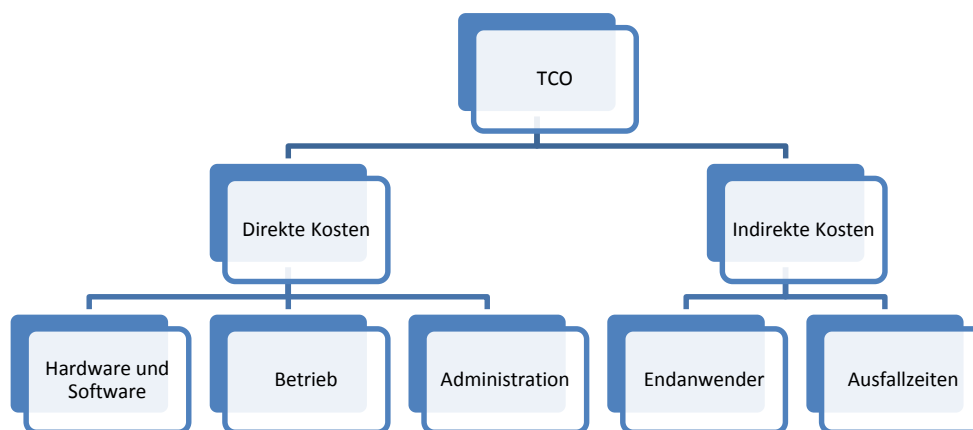 TCO
Direkte Kosten
Indirekte Kosten
Hardware und
Software
Betrieb
Administration
Endanwender
Ausfallzeiten